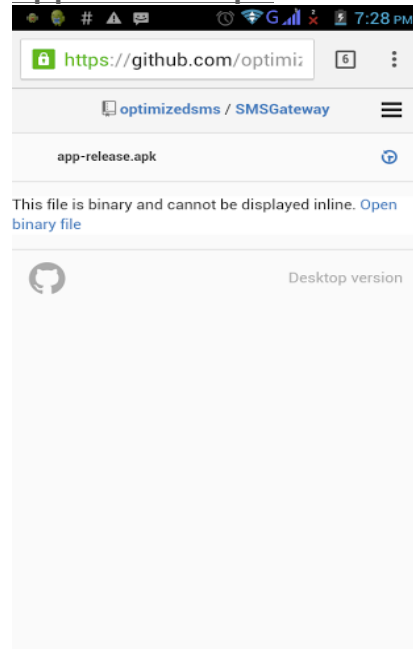 # G 2 7:28 PM
https://github.com/optimiz 6
optimizedsms / SMSGateway
app-release.apk
This file is binary and cannot be displayed inline. Open
binary file
Desktop version